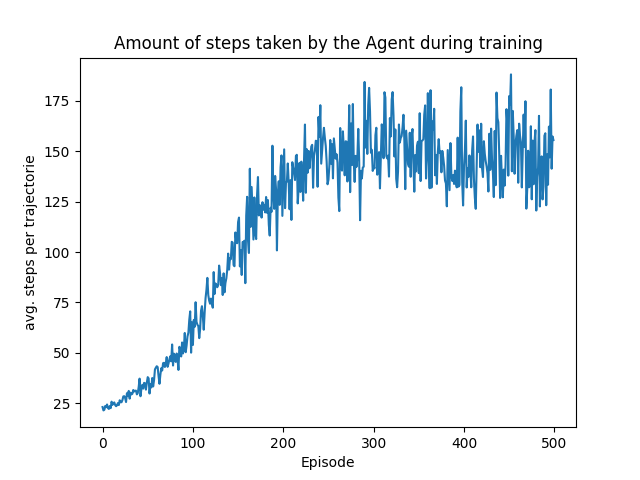 Amount of steps taken by the Agent during training
avg. steps per trajectorie
175
150
125
100
75
50
25
0 100 200 300 400 500
Episode